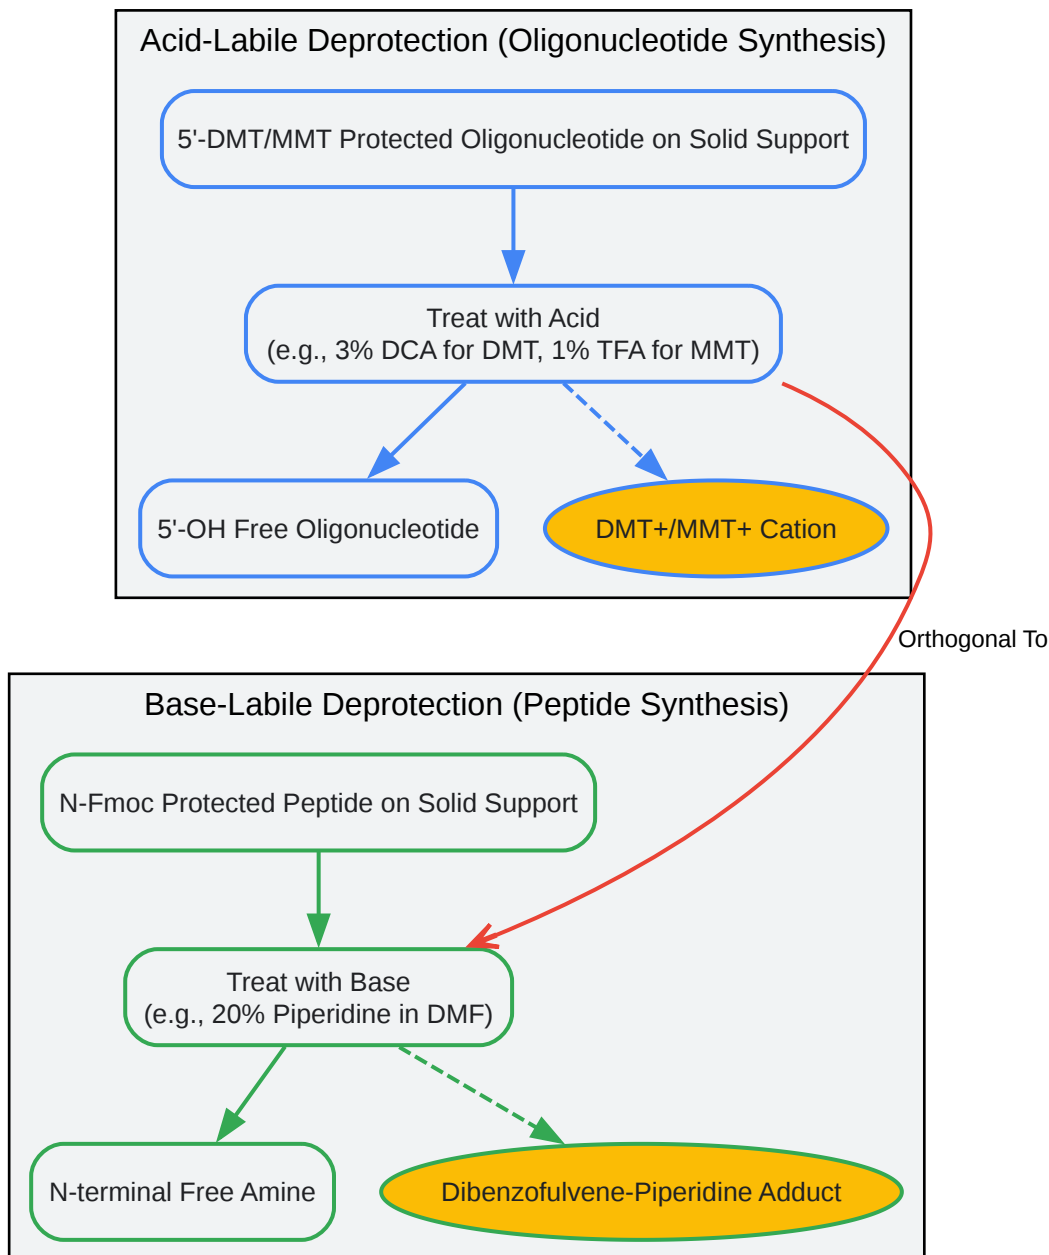 Acid-Labile Deprotection (Oligonucleotide Synthesis)
5'-DMT/MMT Protected Oligonucleotide on Solid Support
Treat with Acid
(e.g., 3% DCA for DMT, 1% TFA for MMT)
5'-OH Free Oligonucleotide
DMT+/MMT+ Cation
Orthogonal To
Base-Labile Deprotection (Peptide Synthesis)
N-Fmoc Protected Peptide on Solid Support
Treat with Base
(e.g., 20% Piperidine in DMF)
N-terminal Free Amine
Dibenzofulvene-Piperidine Adduct